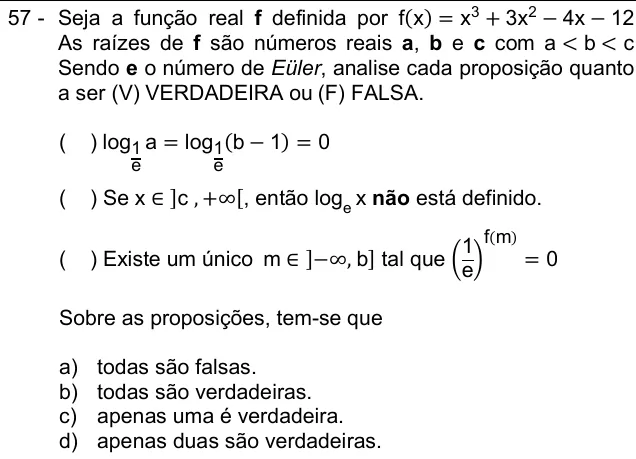 57 - Seja a função real f definida por f(x) = x³ + 3x² − 4x − 12
As raízes de f são números reais a, b e c com a < b < c
Sendo e o número de Eüler, analise cada proposição quanto
a ser (V) VERDADEIRA ou (F) FALSA.
( ) log_{1/e} a = log_{1/e}(b − 1) = 0
( ) Se x ∈ ]c , +∞[, então logₑ x não está definido.
( ) Existe um único m ∈ ]−∞, b] tal que (1/e)^{f(m)} = 0
Sobre as proposições, tem-se que
a) todas são falsas.
b) todas são verdadeiras.
c) apenas uma é verdadeira.
d) apenas duas são verdadeiras.